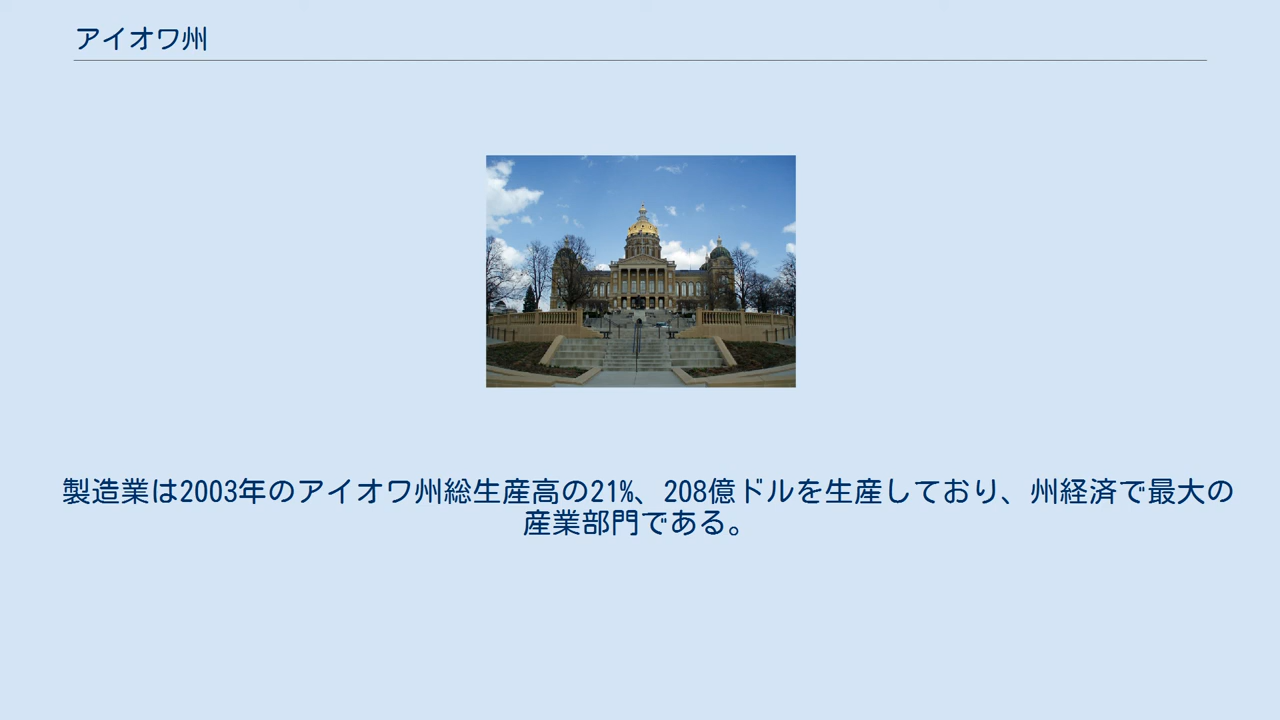 アイオワ州
製造業は2003年のアイオワ州総生産高の21%、208億ドルを生産しており、州経済で最大の
産業部門である。